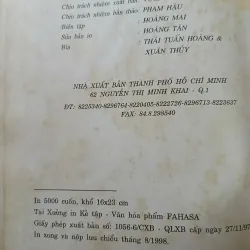 Chịu trách nhiệm xuất bản
Chịu trách nhiệm bản thảo: PHẠM HẬU
Biên tập : HOÀNG MAI
Sửa bản in : HOÀNG TÂN
Bìa : THÁI TUẤN HOÀNG &
XUÂN THỦY
NHÀ XUẤT BẢN THÀNH PHỐ HỒ CHÍ MINH
62 NGUYỄN THỊ MINH KHAI - Q.1
ĐT: 8225340-8296764-8220405-8222726-8296713-8223637
FAX: 84.8.298540
In 5000 cuốn, khổ 16x23 cm
Tại Xưởng in Kê tập - Văn hóa phẩm FAHASA
Giấy phép xuất bản số: 1056-6/CXB - QLXB cấp ngày 27/11/
In xong và nộp lưu chiểu tháng 8/1998.